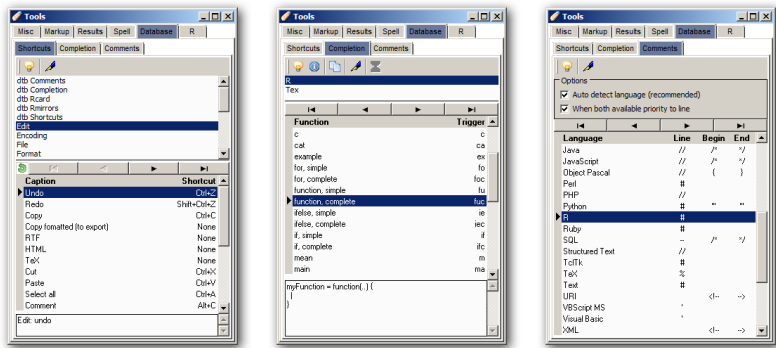 Tools
Misc Markup Results Spell Database R
Shortcuts Completion Comments
dtb Comments
dtb Completion
dtb Rcard
dtb Rmirrors
dtb Shortcuts
Edit
Encoding
File
Format
Caption Shortcut
Undo Ctrl+Z
Redo Shift+Ctrl+Z
Copy Ctrl+C
Copy fomatted (to export) None
RTF None
HTML None
TeX None
Cut Ctrl+X
Paste Ctrl+V
Select all Ctrl+A
Comment Alt+C
Edit: undo
Tools
Misc Markup Results Spell Database R
Shortcuts Completion Comments
R
Tex
Function Trigger
c c
cat ca
example ex
for, simple fo
for, complete foc
function, simple fu
function, complete fuc
ifelse, simple ie
ifelse, complete iec
if, simple if
if, complete ifc
mean m
main ma
myFunction = function(..) {
|
}
Tools
Misc Markup Results Spell Database R
Shortcuts Completion Comments
Options
Auto detect language (recommended)
When both available priority to line
Language Line Begin End
Java // /* */
JavaScript // /* */
Object Pascal // { }
Perl #
PHP //
Python # ''' '''
R #
Ruby #
SQL -- /* */
Structured Text //
TclTk #
TeX %
Text #
URI <!-- -->
VBScript MS '
Visual Basic '
XML <!-- -->